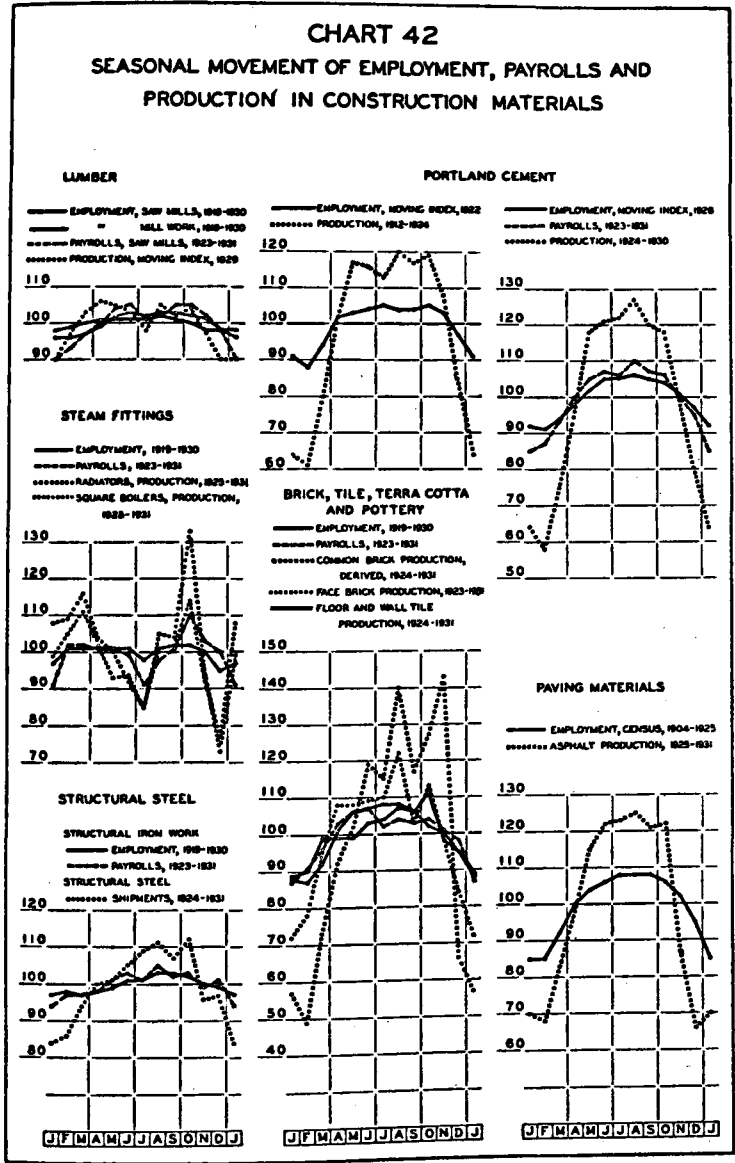 CHART 42
SEASONAL MOVEMENT OF EMPLOYMENT, PAYROLLS AND
PRODUCTION IN CONSTRUCTION MATERIALS
LUMBER
EMPLOYMENT, SAW MILLS, 1919-1930
" MILL WORK, 1919-1930
PAYROLLS, SAW MILLS, 1923-1931
PRODUCTION, MOVING INDEX, 1929
110
100
90
STEAM FITTINGS
EMPLOYMENT, 1919-1930
PAYROLLS, 1923-1931
RADIATORS, PRODUCTION, 1925-1931
SQUARE BOILERS, PRODUCTION,
1928-1931
130
120
110
100
90
80
70
STRUCTURAL STEEL
STRUCTURAL IRON WORK
EMPLOYMENT, 1919-1930
PAYROLLS, 1923-1931
STRUCTURAL STEEL
SHIPMENTS, 1924-1931
120
110
100
90
80
J F M A M J J A S O N D J
PORTLAND CEMENT
EMPLOYMENT, MOVING INDEX, 1922
PRODUCTION, 1912-1924
120
110
100
90
80
70
60
BRICK, TILE, TERRA COTTA
AND POTTERY
EMPLOYMENT, 1919-1930
PAYROLLS, 1923-1931
COMMON BRICK PRODUCTION,
DERIVED, 1924-1931
FACE BRICK PRODUCTION, 1923-1931
FLOOR AND WALL TILE
PRODUCTION, 1924-1931
150
140
130
120
110
100
90
80
70
60
50
J F M A M J J A S O N D J
EMPLOYMENT, MOVING INDEX, 1928
PAYROLLS, 1923-1931
PRODUCTION, 1924-1930
130
120
110
100
90
80
70
60
50
PAVING MATERIALS
EMPLOYMENT, CENSUS, 1904-1925
ASPHALT PRODUCTION, 1925-1931
130
120
110
100
90
80
70
60
J F M A M J J A S O N D J